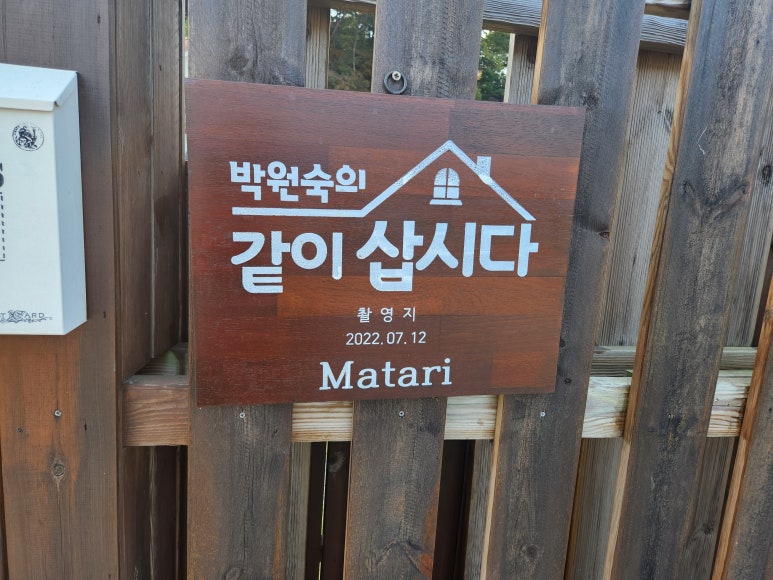 박원숙의
같이 삽시다
촬영지
2022.07.12
Matari